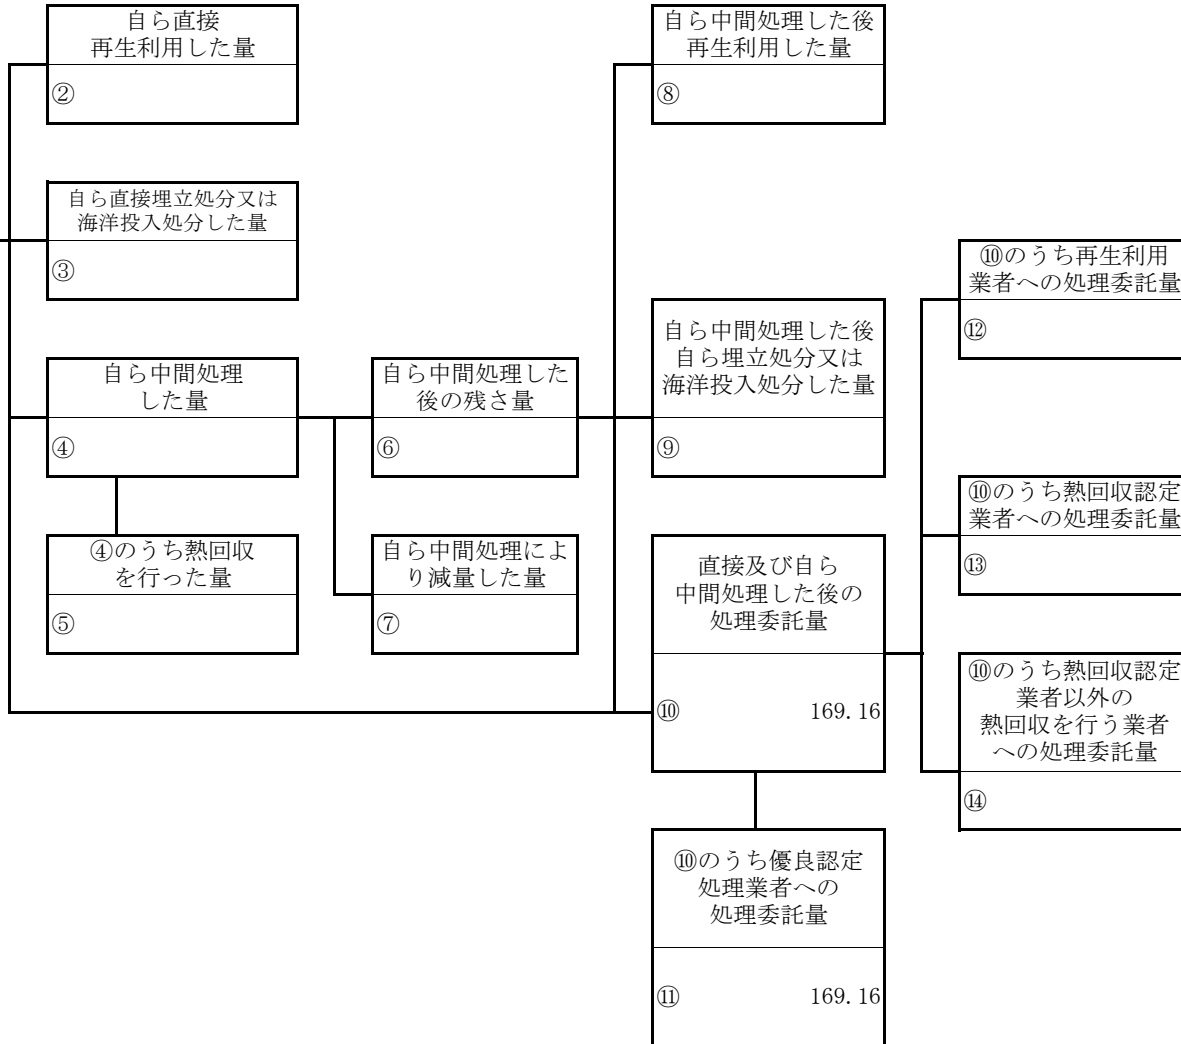 自ら直接
再生利用した量
②
自ら直接埋立処分又は
海洋投入処分した量
③
自ら中間処理
した量
④
④のうち熱回収
を行った量
⑤
自ら中間処理した
後の残さ量
⑥
自ら中間処理によ
り減量した量
⑦
自ら中間処理した後
再生利用した量
⑧
自ら中間処理した後
自ら埋立処分又は
海洋投入処分した量
⑨
直接及び自ら
中間処理した後の
処理委託量
⑩ 169.16
⑩のうち優良認定
処理業者への
処理委託量
⑪ 169.16
⑩のうち再生利用
業者への処理委託量
⑫
⑩のうち熱回収認定
業者への処理委託量
⑬
⑩のうち熱回収認定
業者以外の
熱回収を行う業者
への処理委託量
⑭